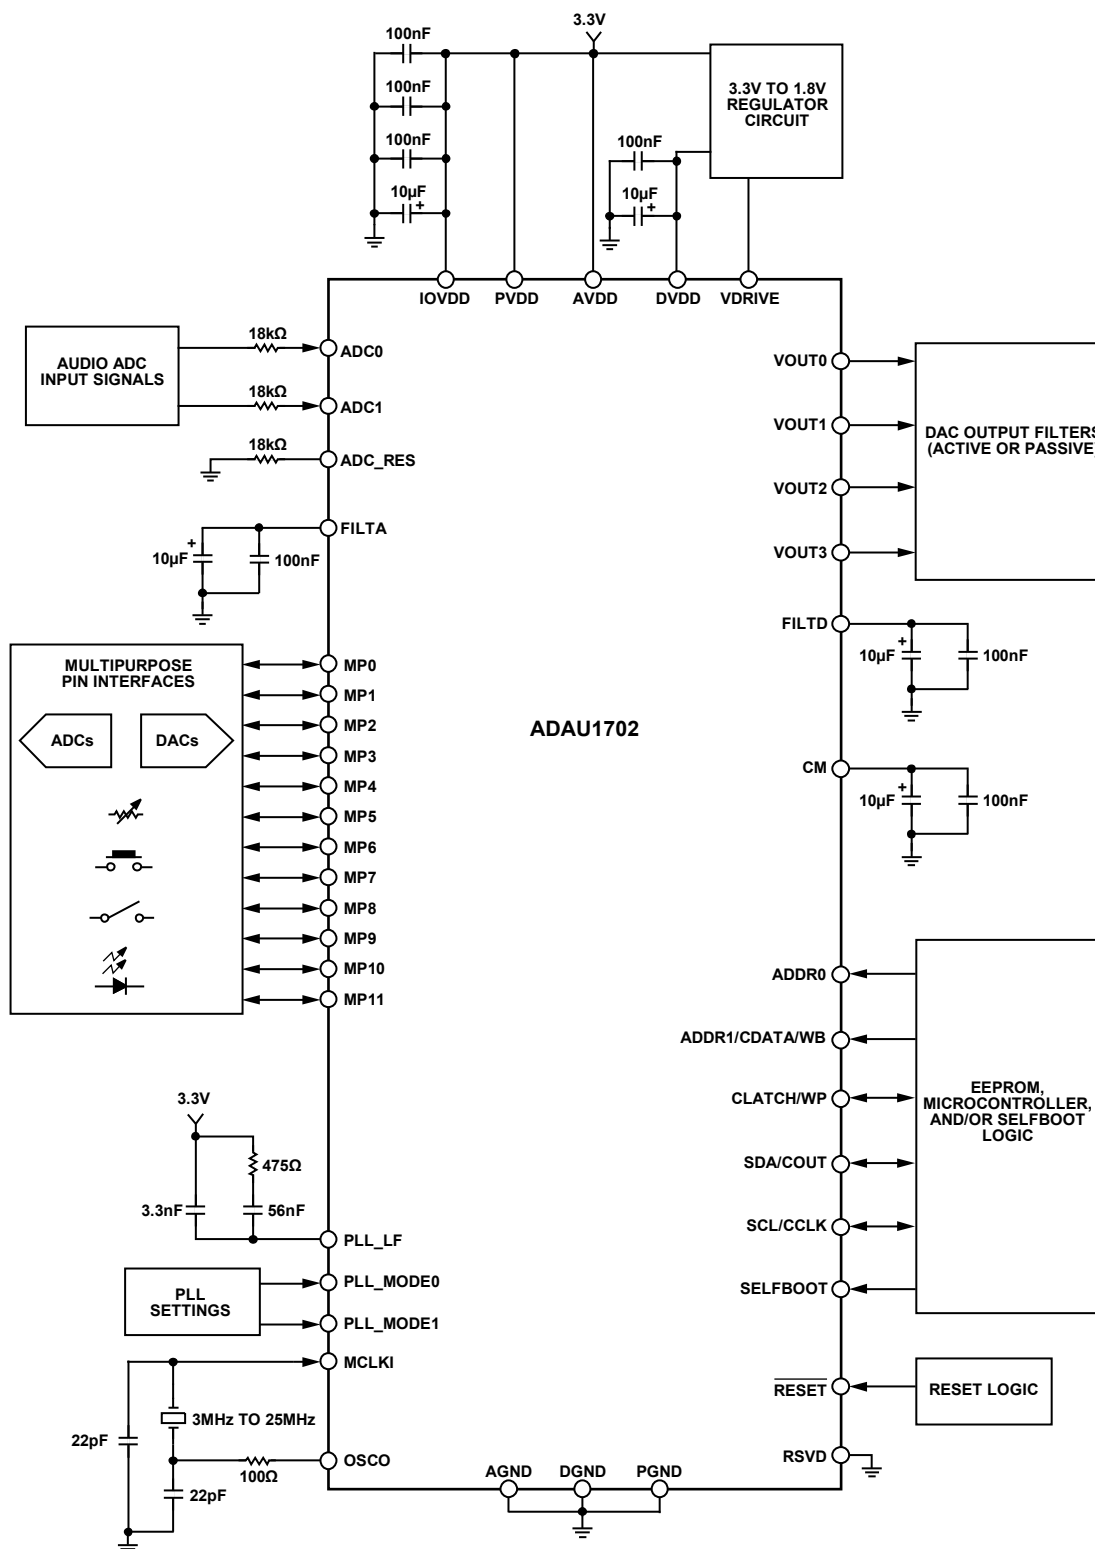 3.3V
100nF
100nF
100nF
10µF
+
3.3V TO 1.8V
REGULATOR
CIRCUIT
100nF
10µF
+
IOVDD
PVDD
AVDD
DVDD
VDRIVE
AUDIO ADC
INPUT SIGNALS
18kΩ
ADC0
18kΩ
ADC1
18kΩ
ADC_RES
FILTA
+
10µF
100nF
MULTIPURPOSE
PIN INTERFACES
ADCs
DACs
MP0
MP1
MP2
MP3
MP4
MP5
MP6
MP7
MP8
MP9
MP10
MP11
3.3V
475Ω
3.3nF
56nF
PLL_LF
PLL
SETTINGS
PLL_MODE0
PLL_MODE1
MCLKI
3MHz TO 25MHz
22pF
100Ω
OSCO
22pF
ADAU1702
AGND
DGND
PGND
VOUT0
VOUT1
VOUT2
VOUT3
DAC OUTPUT FILTERS
(ACTIVE OR PASSIVE)
FILTD
+
10µF
100nF
CM
+
10µF
100nF
ADDR0
ADDR1/CDATA/WB
CLATCH/WP
SDA/COUT
SCL/CCLK
SELFBOOT
EEPROM,
MICROCONTROLLER,
AND/OR SELFBOOT
LOGIC
RESET
RESET LOGIC
RSVD